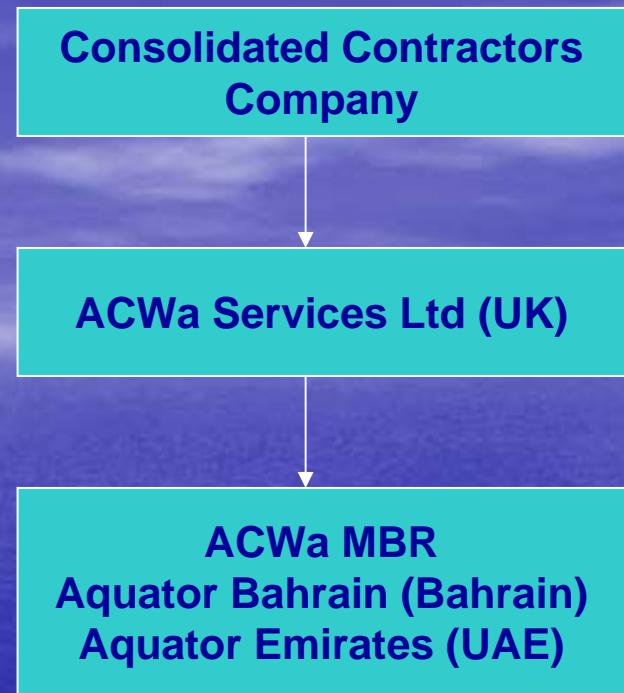 Consolidated Contractors
Company
ACWa Services Ltd (UK)
ACWa MBR
Aquator Bahrain (Bahrain)
Aquator Emirates (UAE)